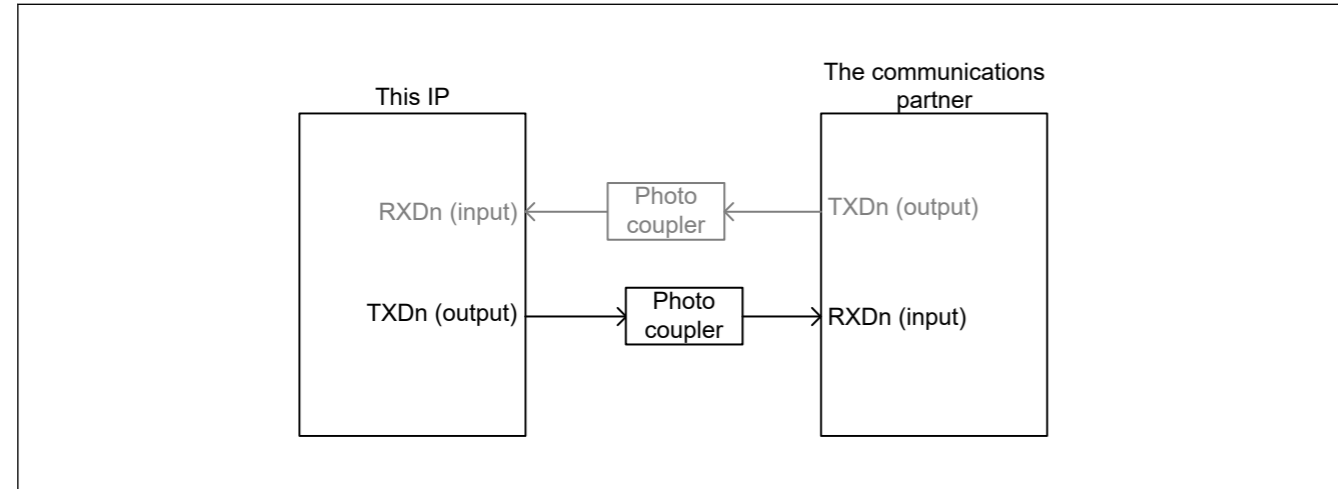 This IP
The communications
partner
RXDn (input)
Photo
coupler
TXDn (output)
TXDn (output)
Photo
coupler
RXDn (input)